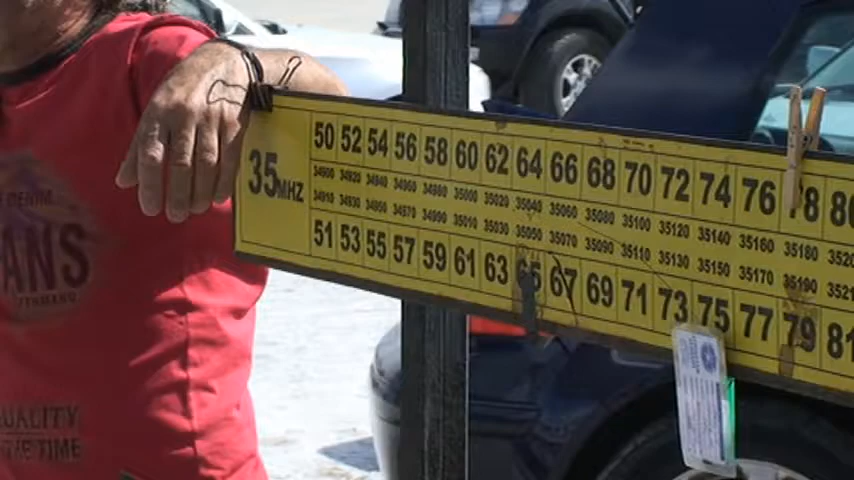 35MHZ
50 52 54 56 58 60 62 64 66 68 70 72 74 76 78 80
34900 34920 34940 34960 34980 35000 35020 35040 35060 35080 35100 35120 35140 35160 35180
34910 34930 34950 34970 34990 35010 35030 35050 35070 35090 35110 35130 35150 35170 35190
51 53 55 57 59 61 63 65 67 69 71 73 75 77 79 81
DENIM
ANS
QUALITY
THE TIME